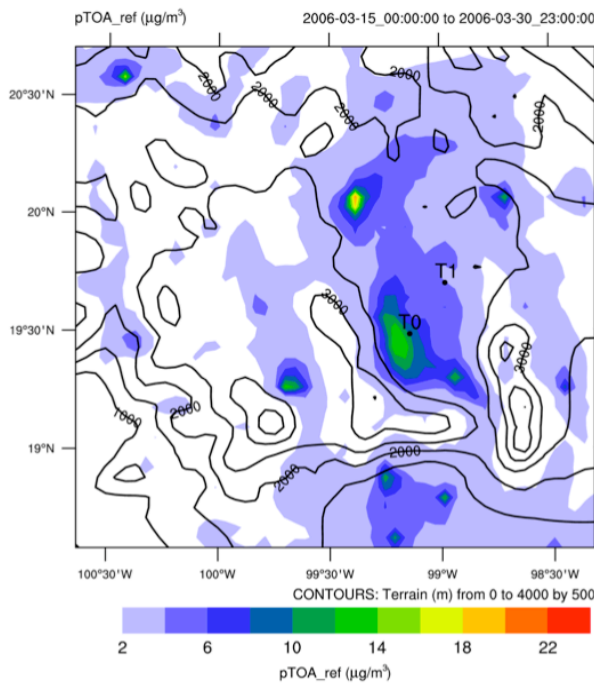 pTOA_ref (μg/m³) 2006-03-15_00:00:00 to 2006-03-30_23:00:00
2000
2000
2000
2000
2000
20°30'N
20°N
T1
3000
T0
19°30'N
3000
1000
2000
19°N
2000
2000
100°30'W 100°W 99°30'W 99°W 98°30'W
CONTOURS: Terrain (m) from 0 to 4000 by 500
2 6 10 14 18 22
pTOA_ref (μg/m³)